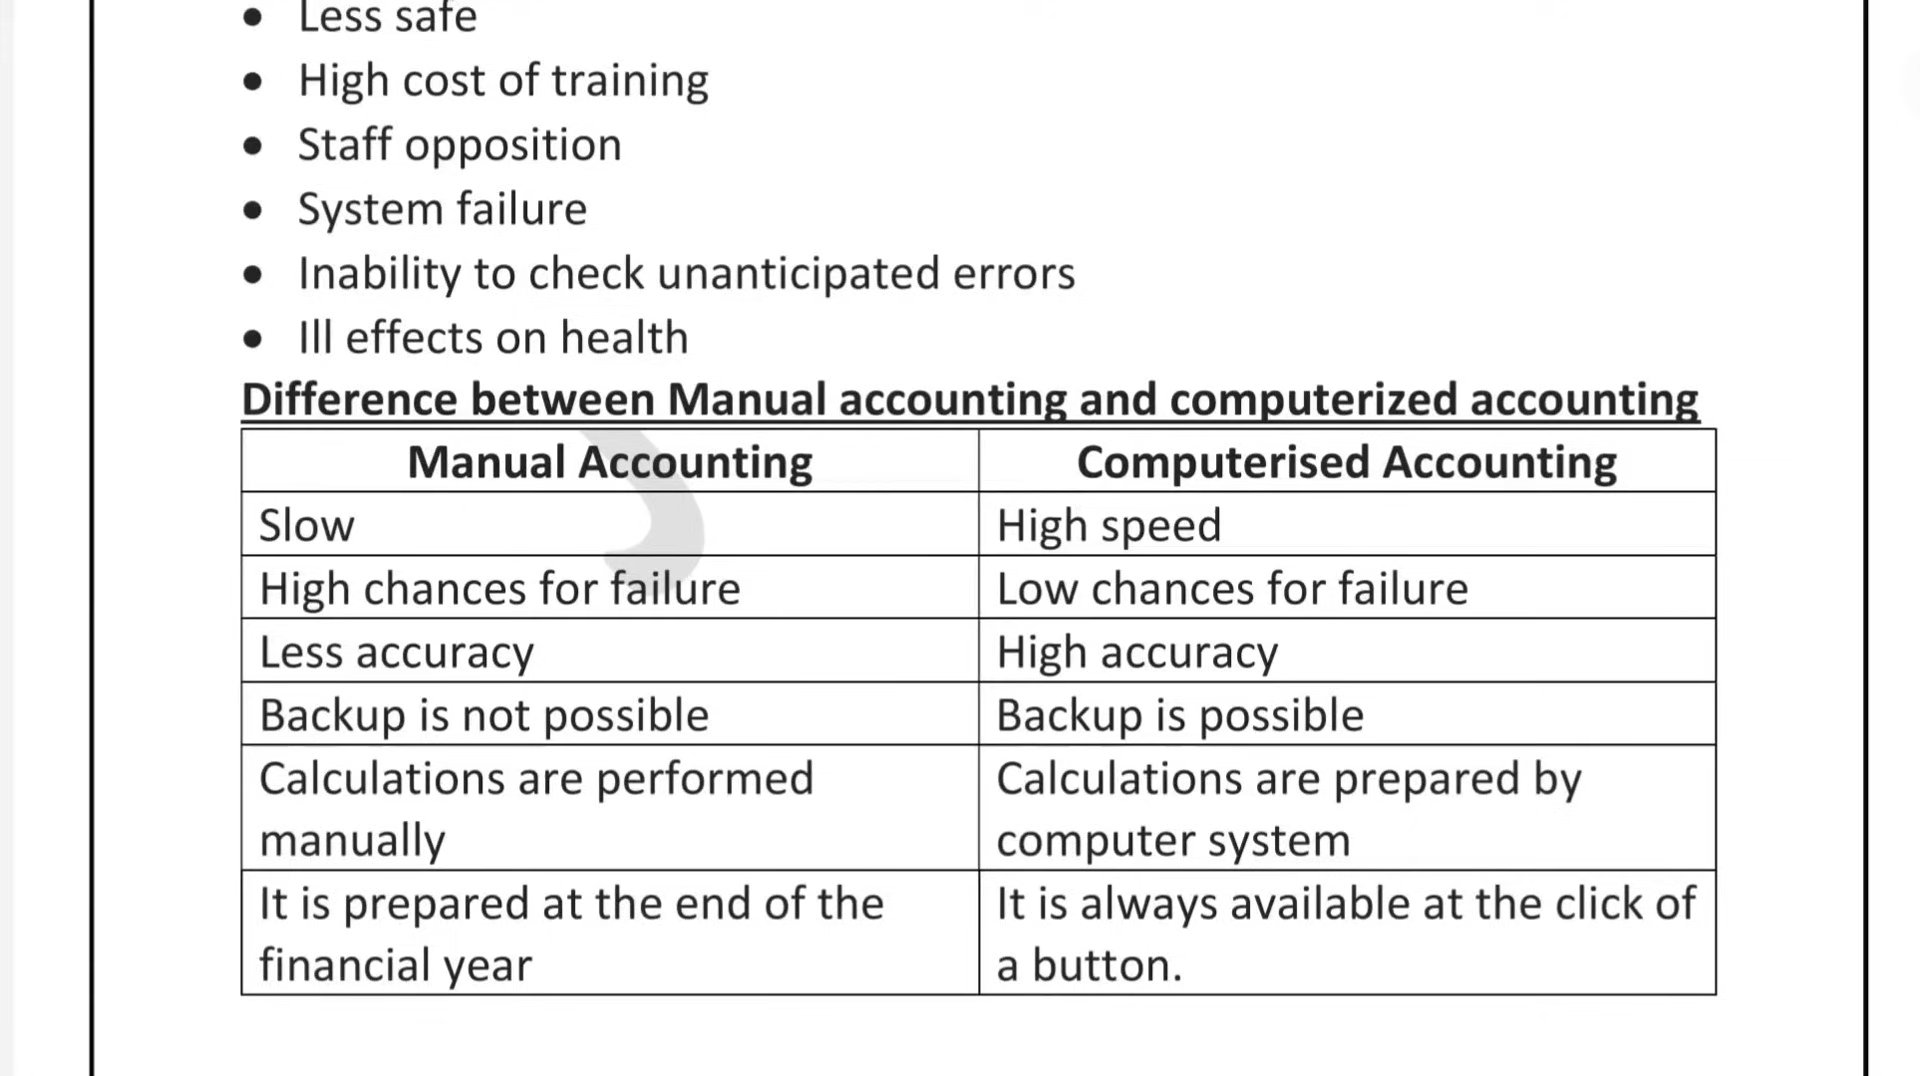 • Less safe
• High cost of training
• Staff opposition
• System failure
• Inability to check unanticipated errors
• Ill effects on health
Difference between Manual accounting and computerized accounting
Manual Accounting Computerised Accounting
Slow High speed
High chances for failure Low chances for failure
Less accuracy High accuracy
Backup is not possible Backup is possible
Calculations are performed Calculations are prepared by
manually computer system
It is prepared at the end of the It is always available at the click of
financial year a button.